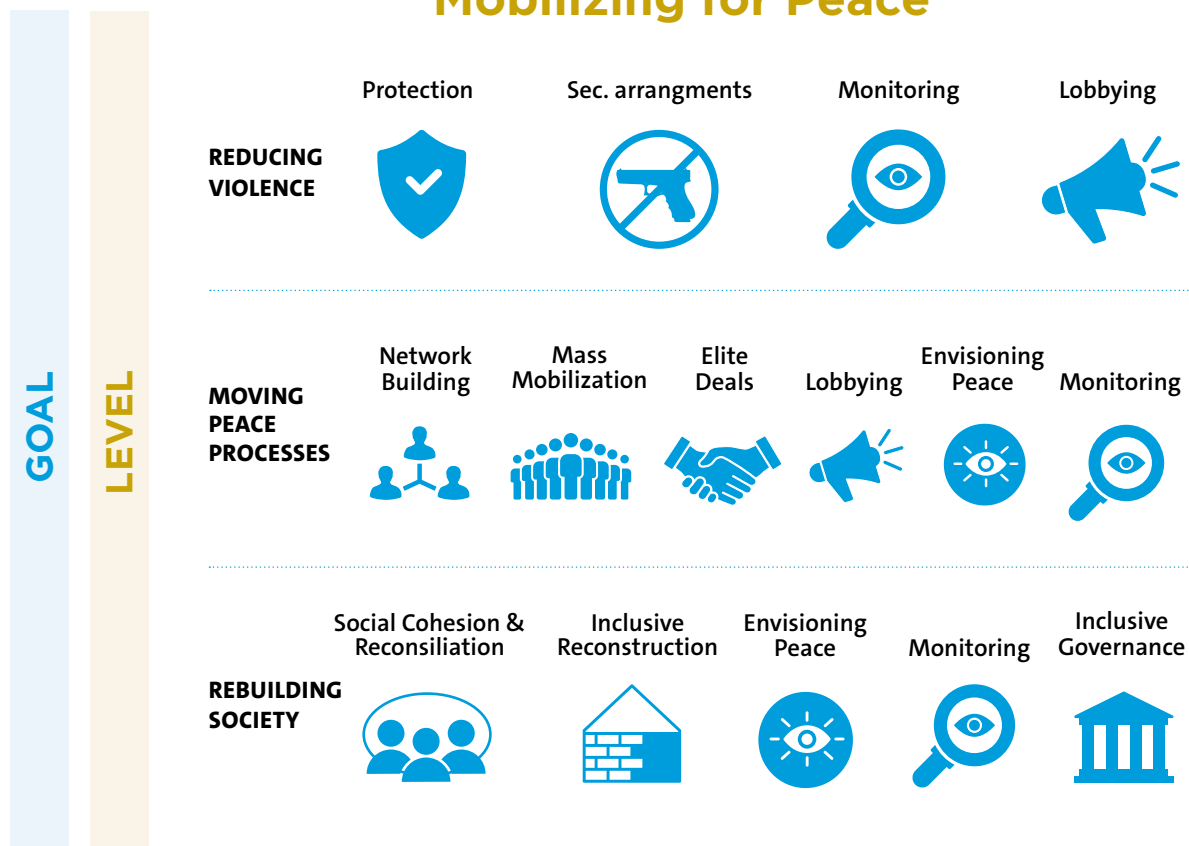 Mobilizing for Peace
GOAL
LEVEL
REDUCING
VIOLENCE
Protection
Sec. arrangments
Monitoring
Lobbying
MOVING
PEACE
PROCESSES
Network
Building
Mass
Mobilization
Elite
Deals
Lobbying
Envisioning
Peace
Monitoring
REBUILDING
SOCIETY
Social Cohesion &
Reconsiliation
Inclusive
Reconstruction
Envisioning
Peace
Monitoring
Inclusive
Governance